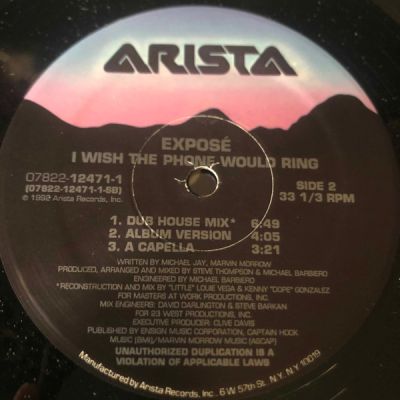 ARISTA
EXPOSÉ
I WISH THE PHONE WOULD RING
07822-12471-1
(07822-12471-1-SB)
℗ 1992 Arista Records, Inc.
SIDE 2
33 1/3 RPM
1. DUB HOUSE MIX* 6:49
2. ALBUM VERSION 4:05
3. A CAPELLA 3:21
WRITTEN BY MICHAEL JAY, MARVIN MORROW
PRODUCED, ARRANGED AND MIXED BY STEVE THOMPSON & MICHAEL BARBIERO
ENGINEERED BY MICHAEL BARBIERO
*RECONSTRUCTION AND MIX BY "LITTLE" LOUIE VEGA & KENNY "DOPE" GONZALEZ
FOR MASTERS AT WORK PRODUCTIONS, INC.
MIX ENGINEERS: DAVID DARLINGTON & STEVE BARKAN
FOR 23 WEST PRODUCTIONS, INC.
EXECUTIVE PRODUCER: CLIVE DAVIS
PUBLISHED BY ENSIGN MUSIC CORPORATION, CAPTAIN HOOK
MUSIC [BMI]/MARVIN MORROW MUSIC [ASCAP]
UNAUTHORIZED DUPLICATION IS A
VIOLATION OF APPLICABLE LAWS
Manufactured by Arista Records, Inc. 6 W 57th St. N.Y. N.Y. 10019